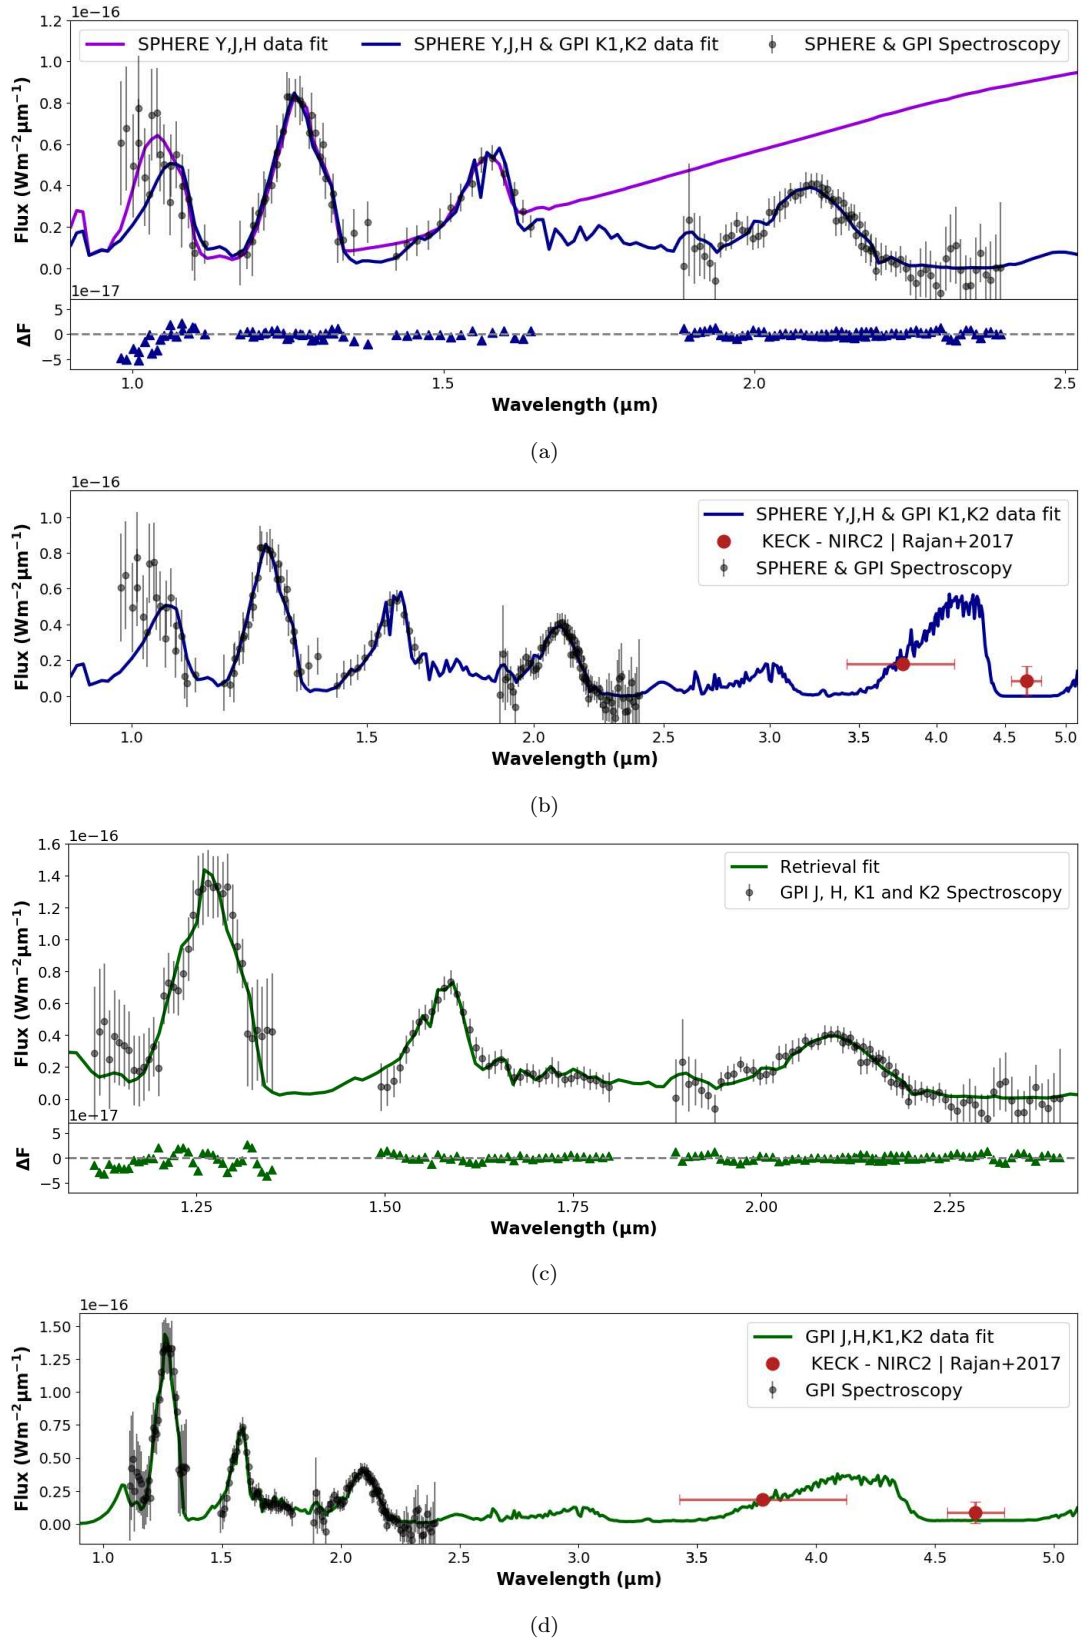 1e−16
SPHERE Y,J,H data fit
SPHERE Y,J,H & GPI K1,K2 data fit
SPHERE & GPI Spectroscopy
Flux (Wm−2μm−1)
1.2
1.0
0.8
0.6
0.4
0.2
0.0
1e−17
ΔF
5
0
−5
1.0 1.5 2.0 2.5
Wavelength (μm)
(a)
1e−16
SPHERE Y,J,H & GPI K1,K2 data fit
KECK - NIRC2 | Rajan+2017
SPHERE & GPI Spectroscopy
Flux (Wm−2μm−1)
1.0
0.8
0.6
0.4
0.2
0.0
1.0 1.5 2.0 2.5 3.0 3.5 4.0 4.5 5.0
Wavelength (μm)
(b)
1e−16
Retrieval fit
GPI J, H, K1 and K2 Spectroscopy
Flux (Wm−2μm−1)
1.6
1.4
1.2
1.0
0.8
0.6
0.4
0.2
0.0
1e−17
ΔF
5
0
−5
1.25 1.50 1.75 2.00 2.25
Wavelength (μm)
(c)
1e−16
GPI J,H,K1,K2 data fit
KECK - NIRC2 | Rajan+2017
GPI Spectroscopy
Flux (Wm−2μm−1)
1.50
1.25
1.00
0.75
0.50
0.25
0.00
1.0 1.5 2.0 2.5 3.0 3.5 4.0 4.5 5.0
Wavelength (μm)
(d)